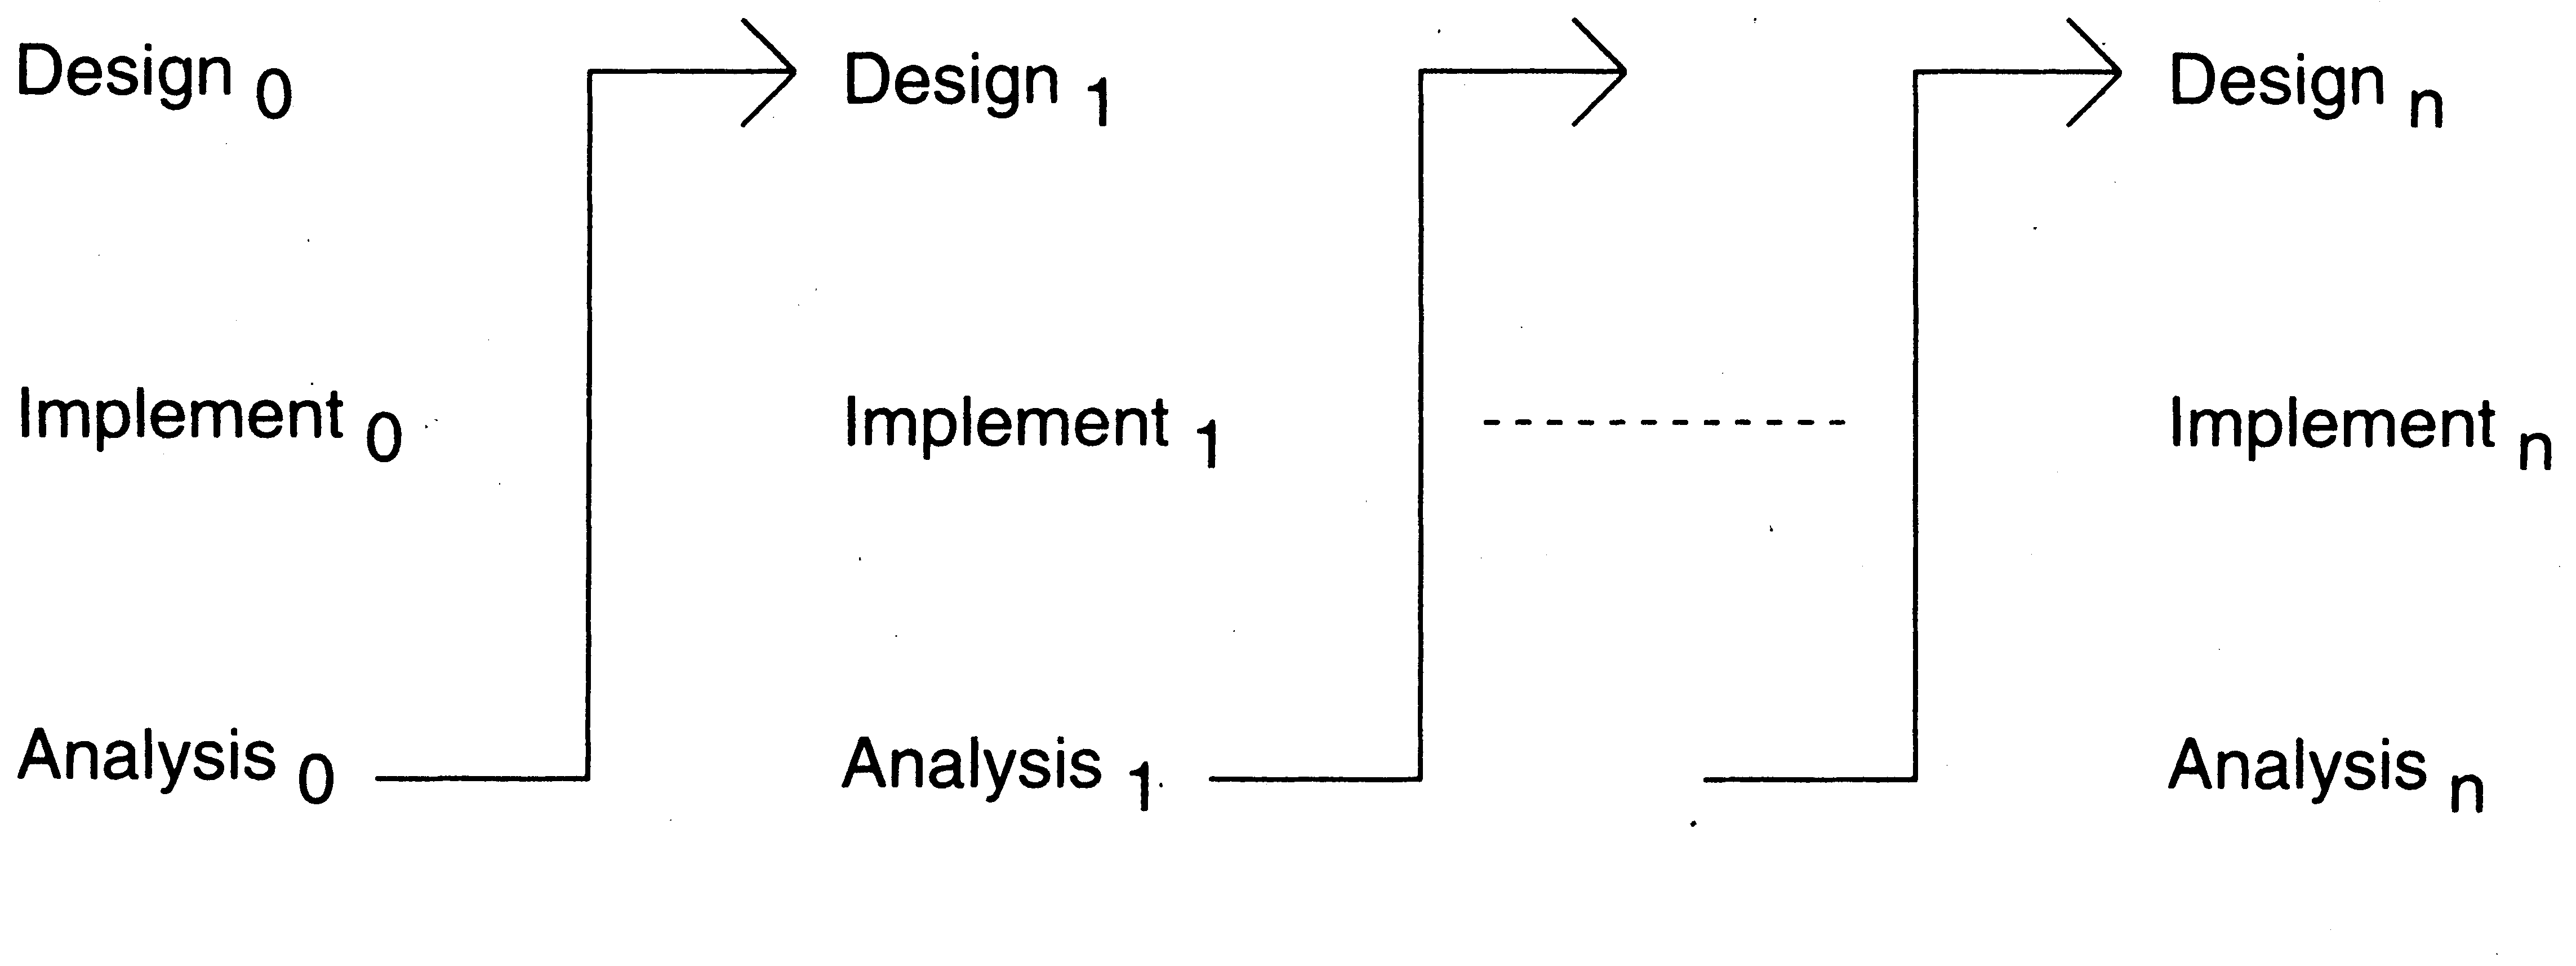 Design 0 Design 1 Design n
Implement 0 Implement 1 Implement n
Analysis 0 Analysis 1 Analysis n